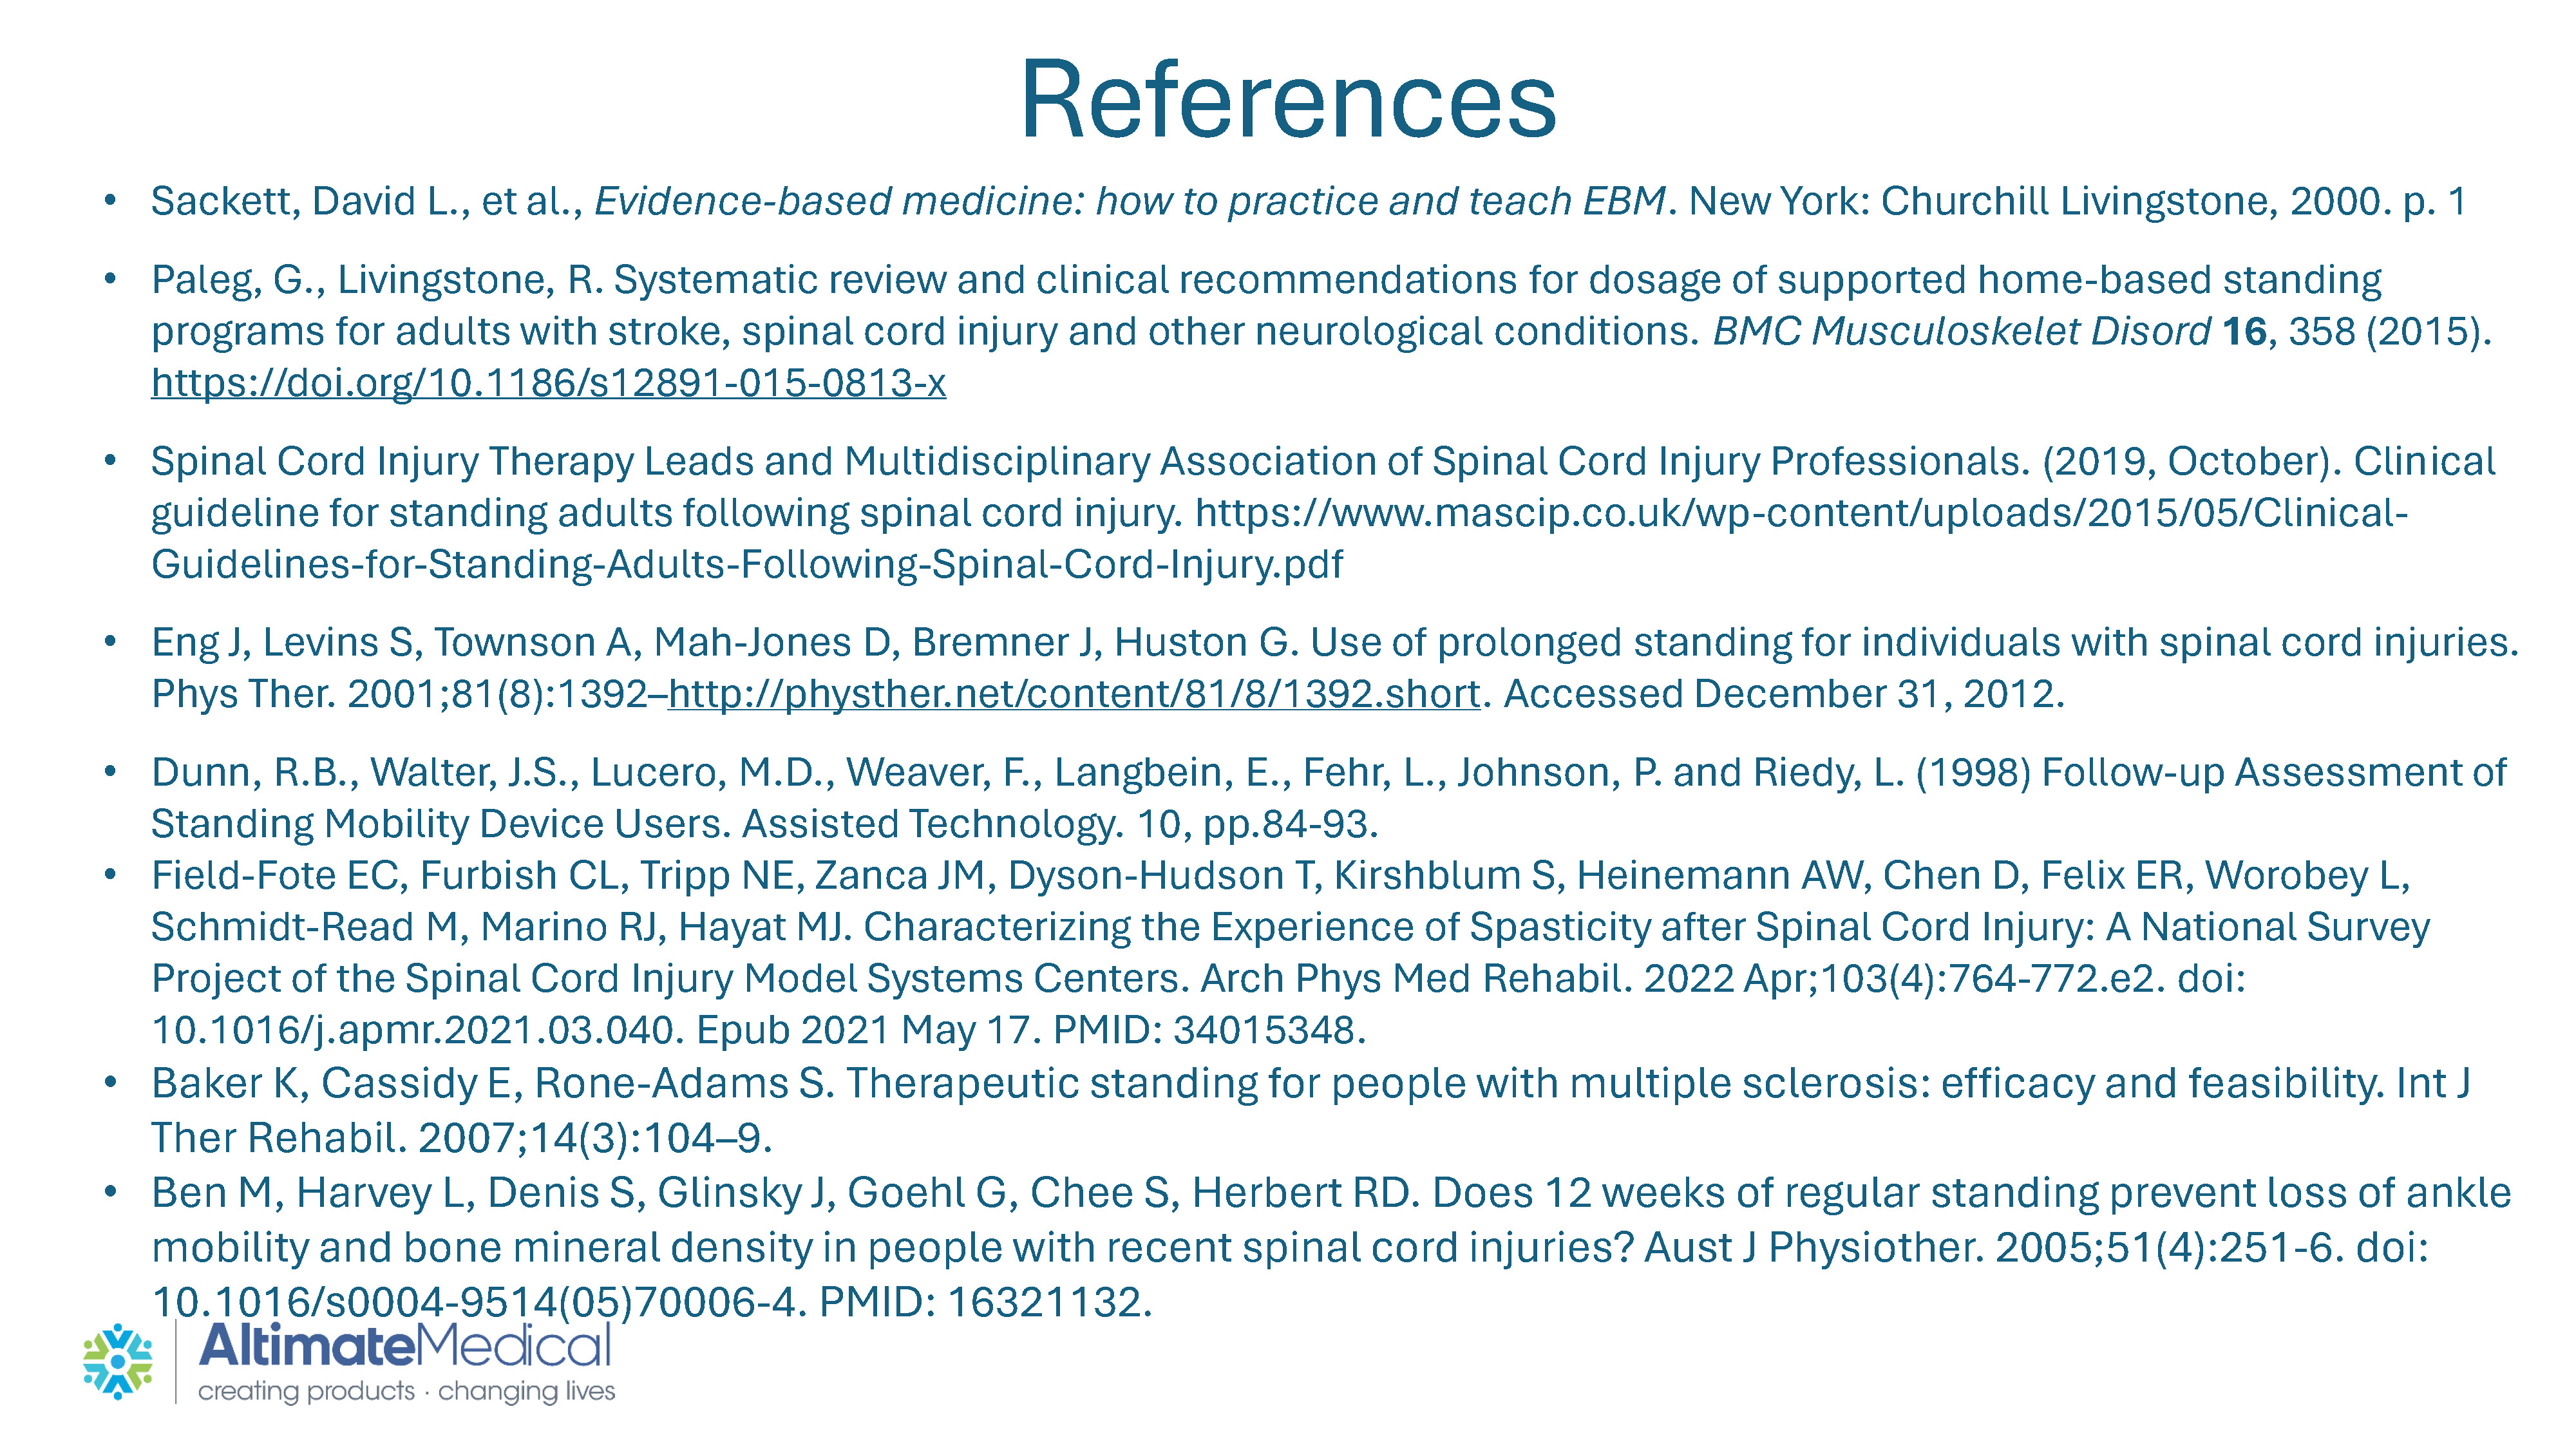 References
• Sackett, David L., et al., Evidence-based medicine: how to practice and teach EBM. New York: Churchill Livingstone, 2000. p. 1
• Paleg, G., Livingstone, R. Systematic review and clinical recommendations for dosage of supported home-based standing
programs for adults with stroke, spinal cord injury and other neurological conditions. BMC Musculoskelet Disord 16, 358 (2015).
https://doi.org/10.1186/s12891-015-0813-x
• Spinal Cord Injury Therapy Leads and Multidisciplinary Association of Spinal Cord Injury Professionals. (2019, October). Clinical
guideline for standing adults following spinal cord injury. https://www.mascip.co.uk/wp-content/uploads/2015/05/Clinical-
Guidelines-for-Standing-Adults-Following-Spinal-Cord-Injury.pdf
• Eng J, Levins S, Townson A, Mah-Jones D, Bremner J, Huston G. Use of prolonged standing for individuals with spinal cord injuries.
Phys Ther. 2001;81(8):1392–http://physther.net/content/81/8/1392.short. Accessed December 31, 2012.
• Dunn, R.B., Walter, J.S., Lucero, M.D., Weaver, F., Langbein, E., Fehr, L., Johnson, P. and Riedy, L. (1998) Follow-up Assessment of
Standing Mobility Device Users. Assisted Technology. 10, pp.84-93.
• Field-Fote EC, Furbish CL, Tripp NE, Zanca JM, Dyson-Hudson T, Kirshblum S, Heinemann AW, Chen D, Felix ER, Worobey L,
Schmidt-Read M, Marino RJ, Hayat MJ. Characterizing the Experience of Spasticity after Spinal Cord Injury: A National Survey
Project of the Spinal Cord Injury Model Systems Centers. Arch Phys Med Rehabil. 2022 Apr;103(4):764-772.e2. doi:
10.1016/j.apmr.2021.03.040. Epub 2021 May 17. PMID: 34015348.
• Baker K, Cassidy E, Rone-Adams S. Therapeutic standing for people with multiple sclerosis: efficacy and feasibility. Int J
Ther Rehabil. 2007;14(3):104–9.
• Ben M, Harvey L, Denis S, Glinsky J, Goehl G, Chee S, Herbert RD. Does 12 weeks of regular standing prevent loss of ankle
mobility and bone mineral density in people with recent spinal cord injuries? Aust J Physiother. 2005;51(4):251-6. doi:
10.1016/s0004-9514(05)70006-4. PMID: 16321132.
AltimateMedical
creating products · changing lives